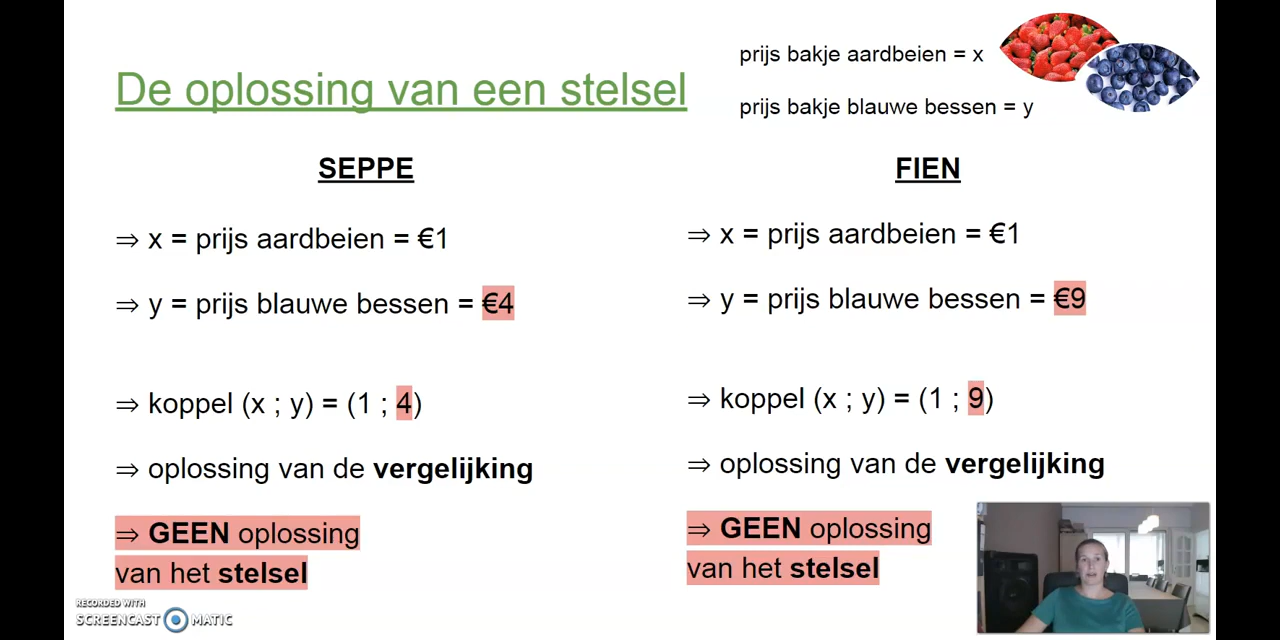 De oplossing van een stelsel
prijs bakje aardbeien = x
prijs bakje blauwe bessen = y
SEPPE
⇒ x = prijs aardbeien = €1
⇒ y = prijs blauwe bessen = €4
⇒ koppel (x ; y) = (1 ; 4)
⇒ oplossing van de vergelijking
⇒ GEEN oplossing
van het stelsel
FIEN
⇒ x = prijs aardbeien = €1
⇒ y = prijs blauwe bessen = €9
⇒ koppel (x ; y) = (1 ; 9)
⇒ oplossing van de vergelijking
⇒ GEEN oplossing
van het stelsel
RECORDED WITH
SCREENCAST MATIC